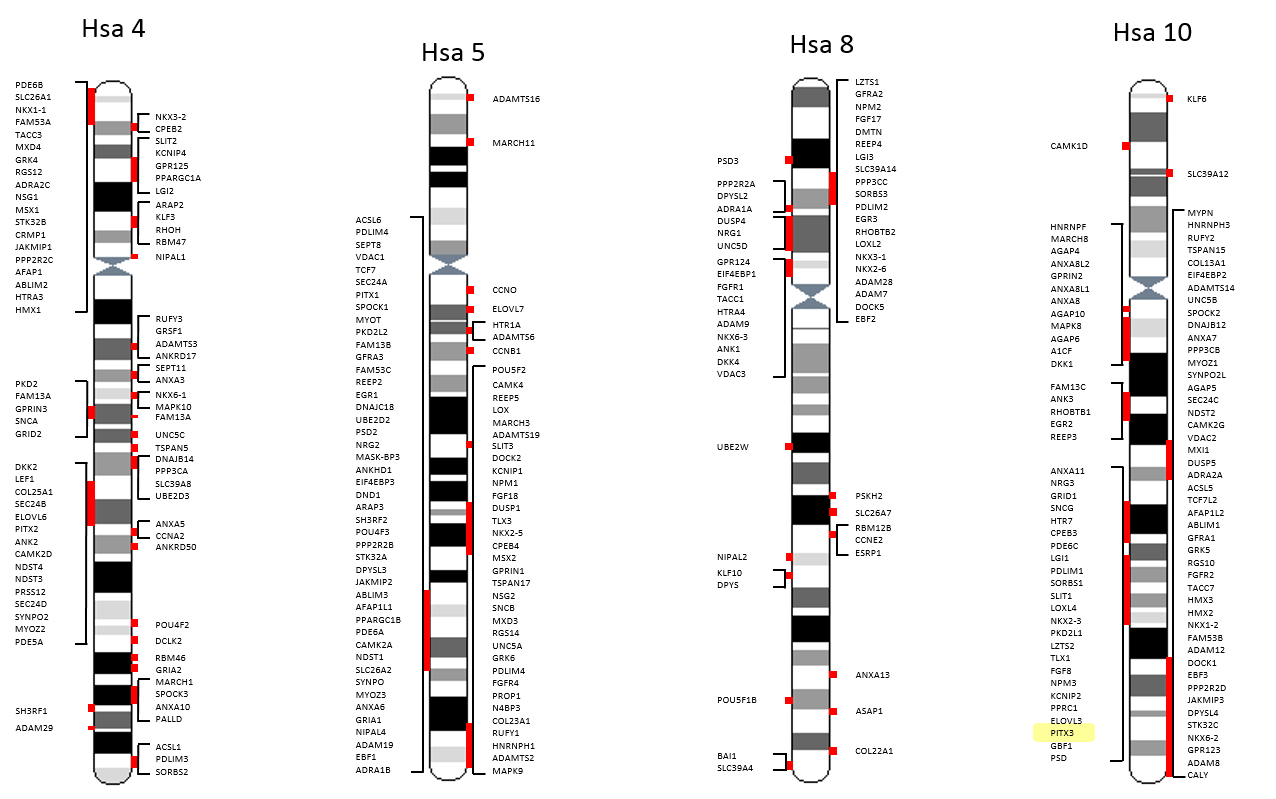 Hsa 4
PDE6B
SLC26A1
NKX1-1
FAM53A
TACC3
MXD4
GRK4
RGS12
ADRA2C
NSG1
MSX1
STK32B
CRMP1
JAKMIP1
PPP2R2C
AFAP1
ABLIM2
HTRA3
HMX1
PKD2
FAM13A
GPRIN3
SNCA
GRID2
DKK2
LEF1
COL25A1
SEC24B
ELOVL6
PITX2
ANK2
CAMK2D
NDST4
NDST3
PRSS12
SEC24D
SYNPO2
MYOZ2
PDE5A
SH3RF1
ADAM29
NKX3-2
CPEB2
SLIT2
KCNIP4
GPR125
PPARGC1A
LGI2
ARAP2
KLF3
RHOH
RBM47
NIPAL1
RUFY3
GRSF1
ADAMTS3
ANKRD17
SEPT11
ANXA3
NKX6-1
MAPK10
FAM13A
UNC5C
TSPAN5
DNAJB14
PPP3CA
SLC39A8
UBE2D3
ANXA5
CCNA2
ANKRD50
POU4F2
DCLK2
RBM46
GRIA2
MARCH1
SPOCK3
ANXA10
PALLD
ACSL1
PDLIM3
SORBS2
Hsa 5
ACSL6
PDLIM4
SEPT8
VDAC1
TCF7
SEC24A
PITX1
SPOCK1
MYOT
PKD2L2
FAM13B
GFRA3
FAM53C
REEP2
EGR1
DNAJC18
UBE2D2
PSD2
NRG2
MASK-BP3
ANKHD1
EIF4EBP3
DND1
ARAP3
SH3RF2
POU4F3
PPP2R2B
STK32A
DPYSL3
JAKMIP2
ABLIM3
AFAP1L1
PPARGC1B
PDE6A
CAMK2A
NDST1
SLC26A2
SYNPO
MYOZ3
ANXA6
GRIA1
NIPAL4
ADAM19
EBF1
ADRA1B
ADAMTS16
MARCH11
CCNO
ELOVL7
HTR1A
ADAMTS6
CCNB1
POU5F2
CAMK4
REEP5
LOX
MARCH3
ADAMTS19
SLIT3
DOCK2
KCNIP1
NPM1
FGF18
DUSP1
TLX3
NKX2-5
CPEB4
MSX2
GPRIN1
TSPAN17
NSG2
SNCB
MXD3
RGS14
UNC5A
GRK6
PDLIM4
FGFR4
PROP1
N4BP3
COL23A1
RUFY1
HNRNPH1
ADAMTS2
MAPK9
Hsa 8
PSD3
PPP2R2A
DPYSL2
ADRA1A
DUSP4
NRG1
UNC5D
GPR124
EIF4EBP1
FGFR1
TACC1
HTRA4
ADAM9
NKX6-3
ANK1
DKK4
VDAC3
UBE2W
NIPAL2
KLF10
DPYS
POU5F1B
BAI1
SLC39A4
LZTS1
GFRA2
NPM2
FGF17
DMTN
REEP4
LGI3
SLC39A14
PPP3CC
SORBS3
PDLIM2
EGR3
RHOBTB2
LOXL2
NKX3-1
NKX2-6
ADAM28
ADAM7
DOCK5
EBF2
PSKH2
SLC26A7
RBM12B
CCNE2
ESRP1
ANXA13
ASAP1
COL22A1
Hsa 10
CAMK1D
HNRNPF
MARCH8
AGAP4
ANXA8L2
GPRIN2
ANXA8L1
ANXA8
AGAP10
MAPK8
AGAP6
A1CF
DKK1
FAM13C
ANK3
RHOBTB1
EGR2
REEP3
ANXA11
NRG3
GRID1
SNCG
HTR7
CPEB3
PDE6C
LGI1
PDLIM1
SORBS1
SLIT1
LOXL4
NKX2-3
PKD2L1
LZTS2
TLX1
FGF8
NPM3
KCNIP2
PPRC1
ELOVL3
PITX3
GBF1
PSD
KLF6
SLC39A12
MYPN
HNRNPH3
RUFY2
TSPAN15
COL13A1
EIF4EBP2
ADAMTS14
UNC5B
SPOCK2
DNAJB12
ANXA7
PPP3CB
MYOZ1
SYNPO2L
AGAP5
SEC24C
NDST2
CAMK2G
VDAC2
MXI1
DUSP5
ADRA2A
ACSL5
TCF7L2
AFAP1L2
ABLIM1
GFRA1
GRK5
RGS10
FGFR2
TACC7
HMX3
HMX2
NKX1-2
FAM53B
ADAM12
DOCK1
EBF3
PPP2R2D
JAKMIP3
DPYSL4
STK32C
NKX6-2
GPR123
ADAM8
CALY